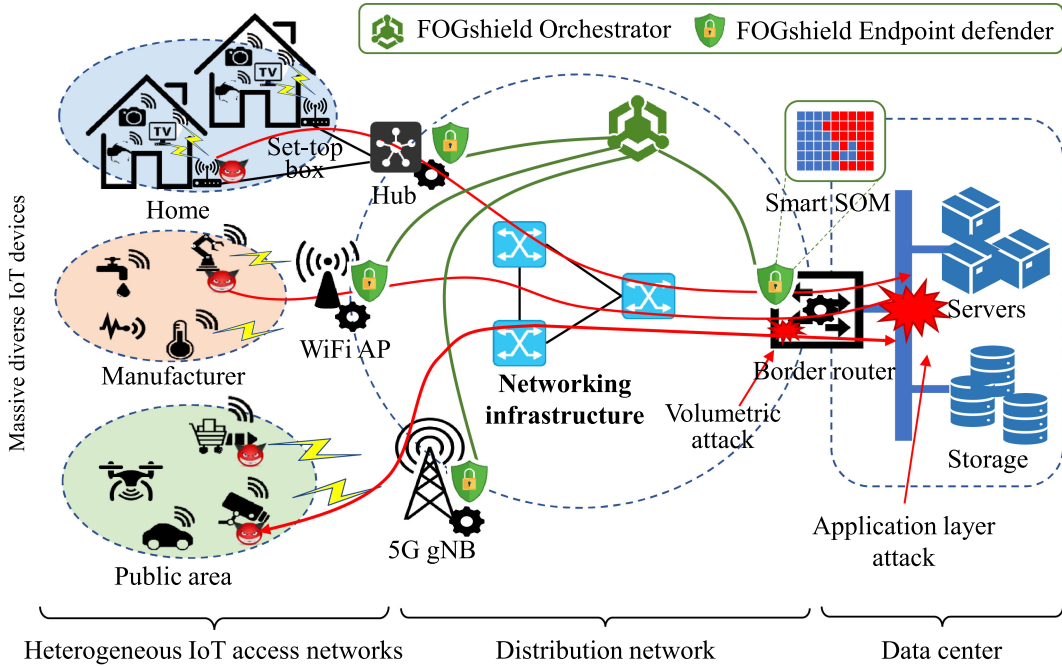 FOGshield Orchestrator
FOGshield Endpoint defender
Massive diverse IoT devices
TV
TV
Set-top
box
Home
Hub
Smart SOM
Servers
Manufacturer
WiFi AP
Networking
infrastructure
Border router
Volumetric
attack
Storage
Public area
5G gNB
Application layer
attack
Heterogeneous IoT access networks
Distribution network
Data center